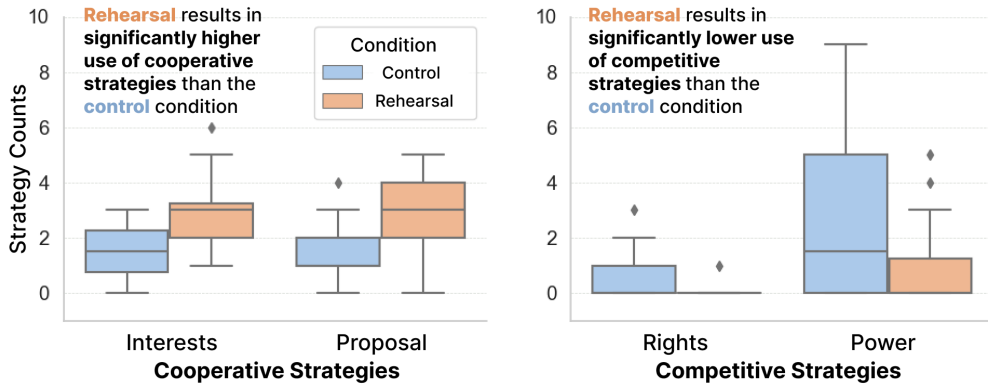 Strategy Counts
10
8
6
4
2
0
Rehearsal results in
significantly higher
use of cooperative
strategies than the
control condition
Condition
Control
Rehearsal
Interests
Proposal
Cooperative Strategies
10
8
6
4
2
0
Rehearsal results in
significantly lower use
of competitive
strategies than the
control condition
Rights
Power
Competitive Strategies